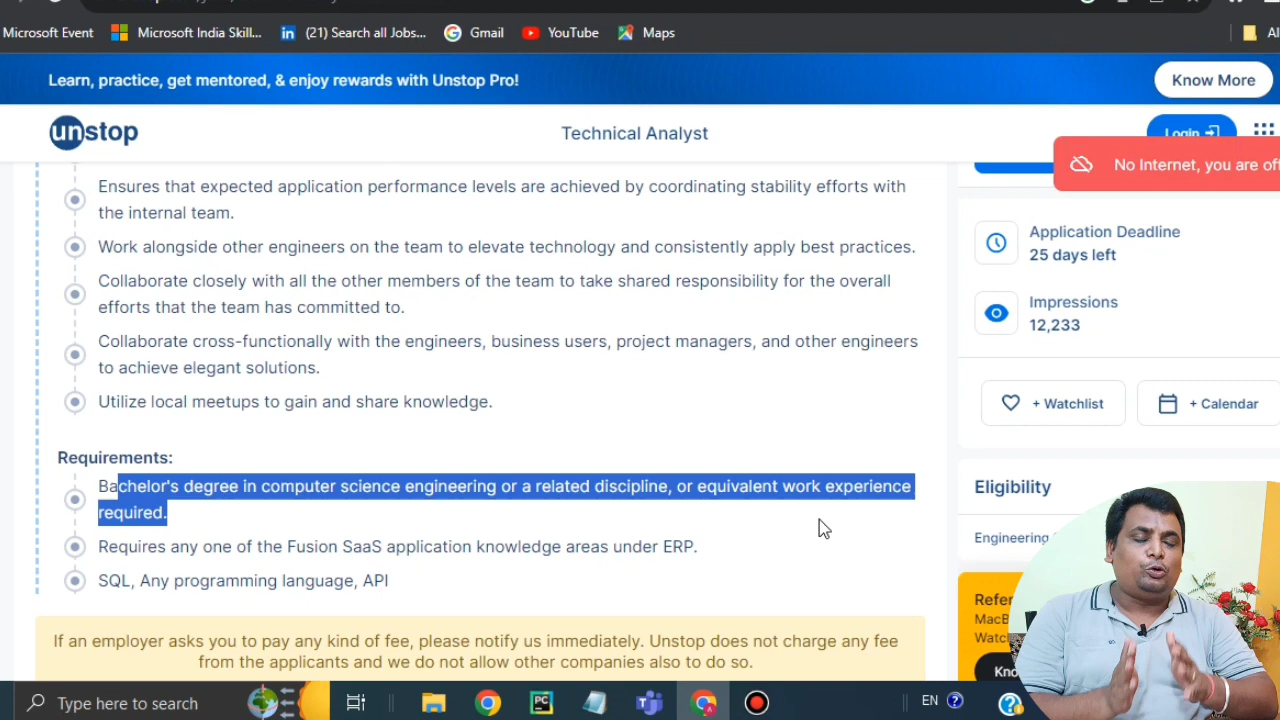 Microsoft Event
Microsoft India Skill...
(21) Search all Jobs...
Gmail
YouTube
Maps
Learn, practice, get mentored, & enjoy rewards with Unstop Pro!
Know More
unstop
Technical Analyst
Login
No Internet, you are off
Ensures that expected application performance levels are achieved by coordinating stability efforts with
the internal team.
Work alongside other engineers on the team to elevate technology and consistently apply best practices.
Collaborate closely with all the other members of the team to take shared responsibility for the overall
efforts that the team has committed to.
Collaborate cross-functionally with the engineers, business users, project managers, and other engineers
to achieve elegant solutions.
Utilize local meetups to gain and share knowledge.
Requirements:
Bachelor's degree in computer science engineering or a related discipline, or equivalent work experience
required.
Requires any one of the Fusion SaaS application knowledge areas under ERP.
SQL, Any programming language, API
If an employer asks you to pay any kind of fee, please notify us immediately. Unstop does not charge any fee
from the applicants and we do not allow other companies also to do so.
Application Deadline
25 days left
Impressions
12,233
+ Watchlist
+ Calendar
Eligibility
Engineering
Refer
MacB
Watc
Kno
Type here to search
PC
EN